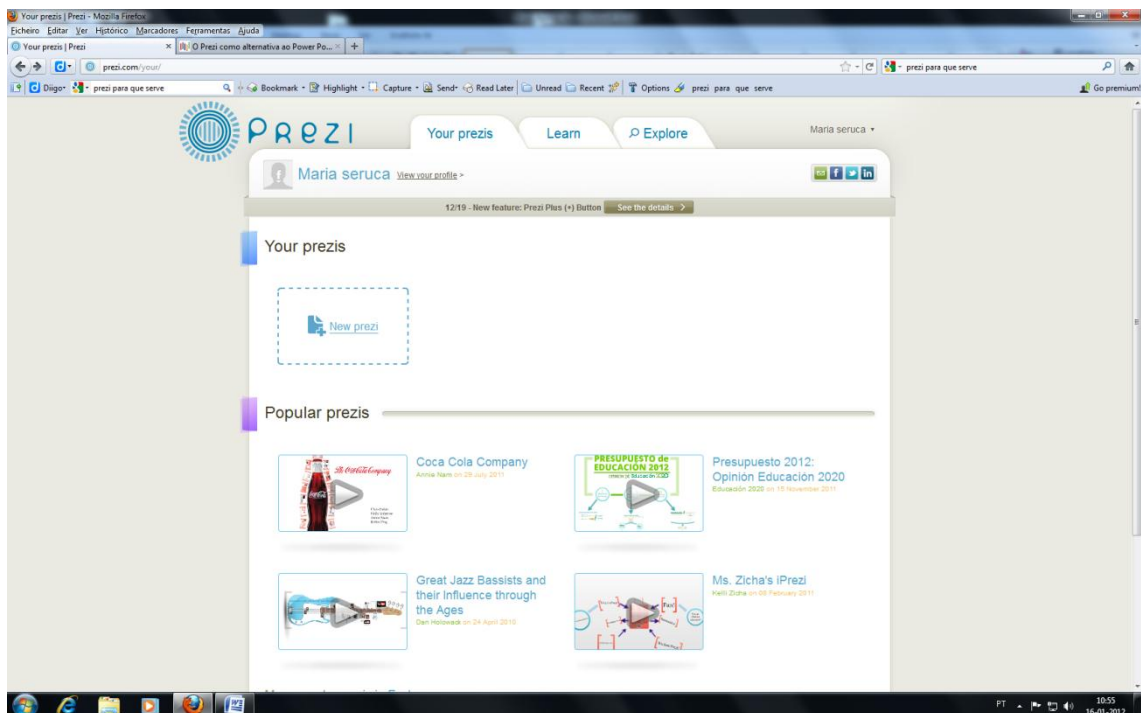 Your prezis | Prezi - Mozilla Firefox
Ficheiro Editar Ver Histórico Marcadores Ferramentas Ajuda
Your prezis | Prezi × O Prezi como alternativa ao Power Po... × +
prezi.com/your/ prezi para que serve
Diigo prezi para que serve Bookmark Highlight Capture Send Read Later Unread Recent Options prezi para que serve Go premium!
PREZI Your prezis Learn Explore Maria seruca
Maria seruca View your profile >
12/19 - New feature: Prezi Plus (+) Button See the details >
Your prezis
New prezi
Popular prezis
The Coca-Cola Company
Coca Cola Company
Annie Nam on 29 July 2011
PRESUPUESTO de
EDUCACIÓN 2012
Presupuesto 2012:
Opinión Educación 2020
Educación 2020 on 15 November 2011
Great Jazz Bassists and
their Influence through
the Ages
Dan Holowack on 24 April 2010
Ms. Zicha's iPrezi
Kelli Zicha on 08 February 2011
PT 10:55
16-01-2012